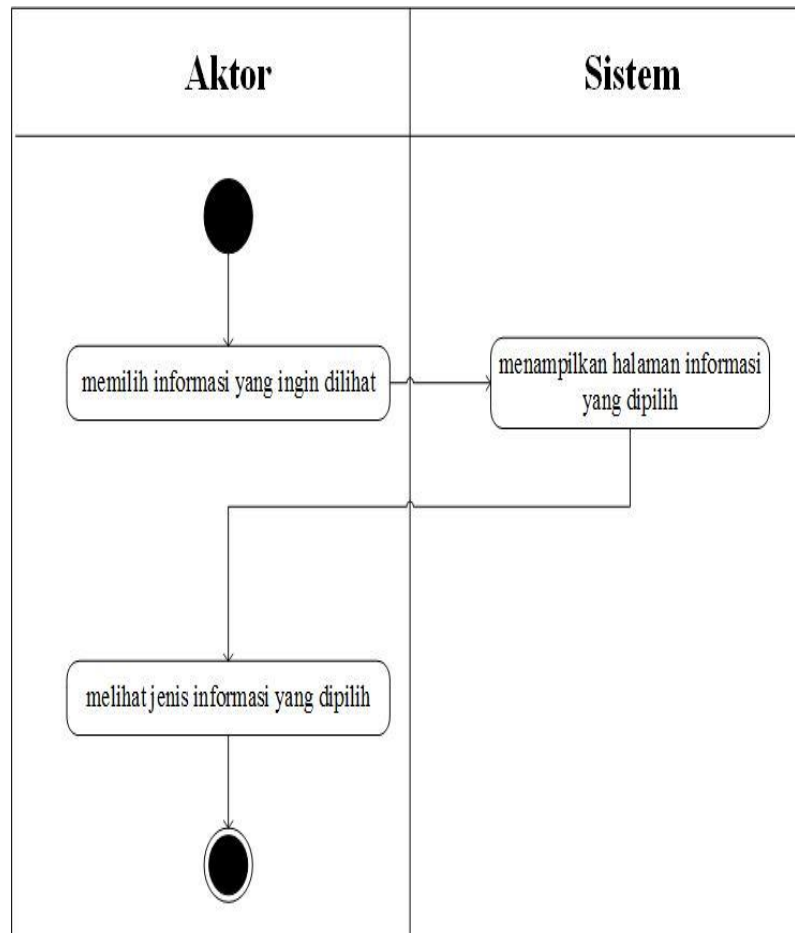 Aktor
Sistem
memilih informasi yang ingin dilihat
menampilkan halaman informasi
yang dipilih
melihat jenis informasi yang dipilih